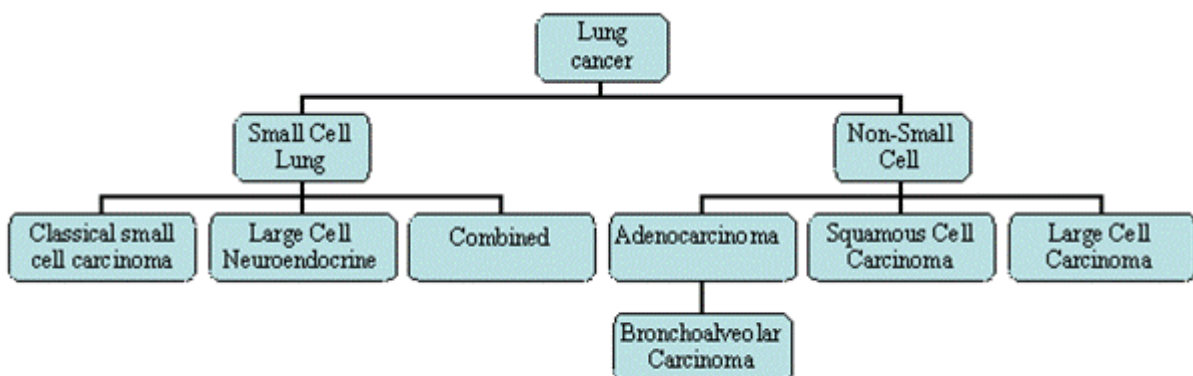 Lung
cancer
Small Cell
Lung
Non-Small
Cell
Classical small
cell carcinoma
Large Cell
Neuroendocrine
Combined
Adenocarcinoma
Squamous Cell
Carcinoma
Large Cell
Carcinoma
Bronchoalveolar
Carcinoma